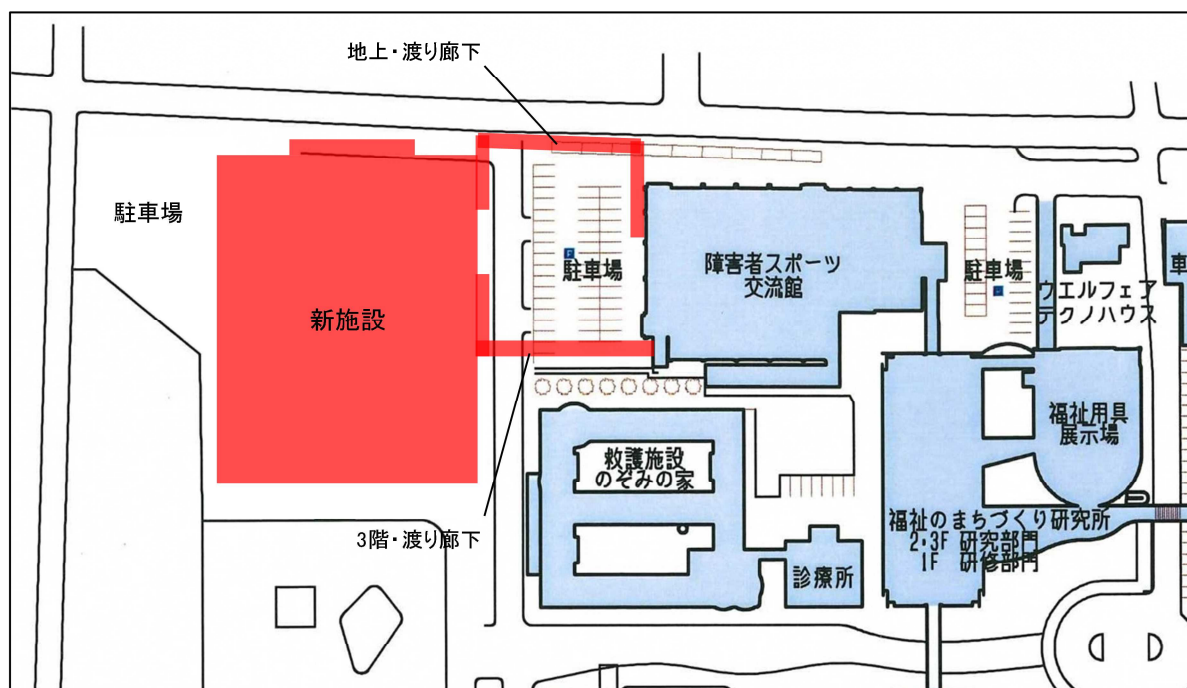 地上・渡り廊下
駐車場
新施設
駐車場
障害者スポーツ
交流館
駐車場
ウエルフェア
テクノハウス
車
福祉用具
展示場
救護施設
のぞみの家
3階・渡り廊下
診療所
福祉のまちづくり研究所
2・3F 研究部門
1F 研修部門